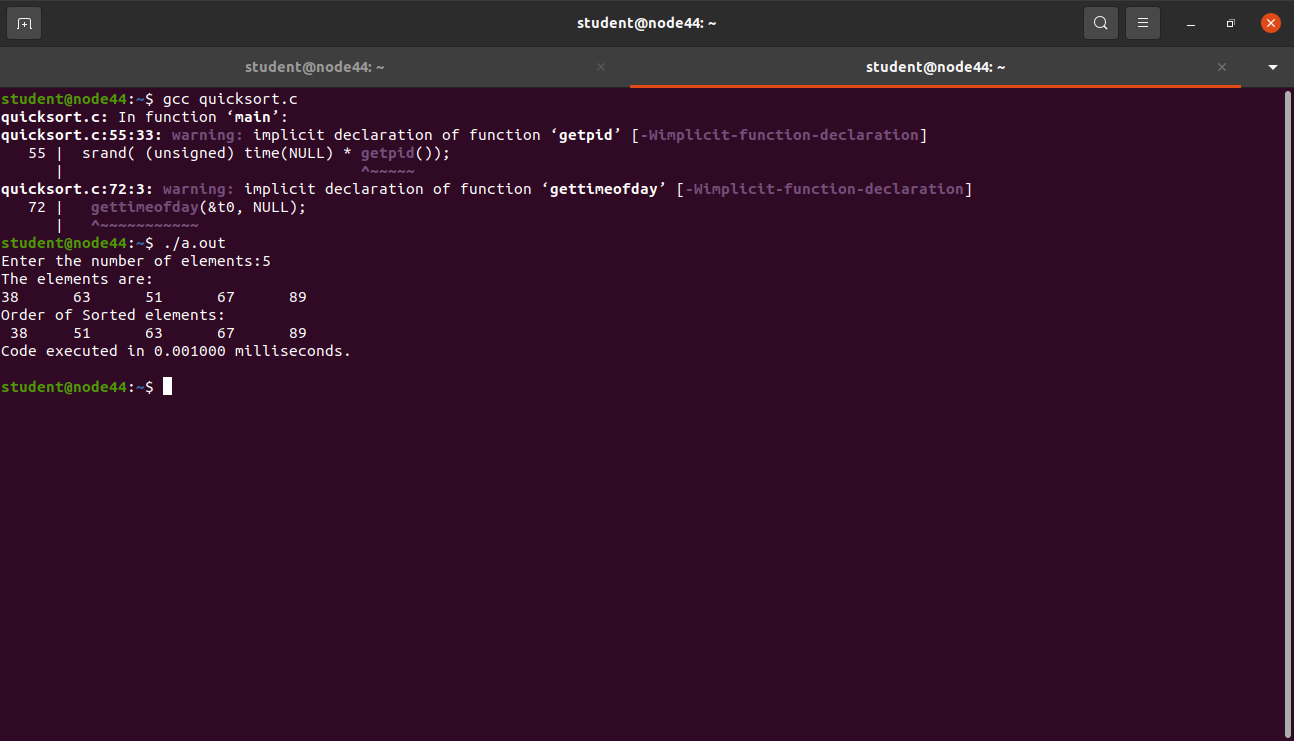 student@node44: ~
student@node44: ~
student@node44: ~
student@node44:~$ gcc quicksort.c
quicksort.c: In function ‘main’:
quicksort.c:55:33: warning: implicit declaration of function ‘getpid’ [-Wimplicit-function-declaration]
   55 |  srand( (unsigned) time(NULL) * getpid());
      |                                 ^~~~~~
quicksort.c:72:3: warning: implicit declaration of function ‘gettimeofday’ [-Wimplicit-function-declaration]
   72 |   gettimeofday(&t0, NULL);
      |   ^~~~~~~~~~~~
student@node44:~$ ./a.out
Enter the number of elements:5
The elements are:
38      63      51      67      89
Order of Sorted elements:
 38     51      63      67      89
Code executed in 0.001000 milliseconds.
student@node44:~$